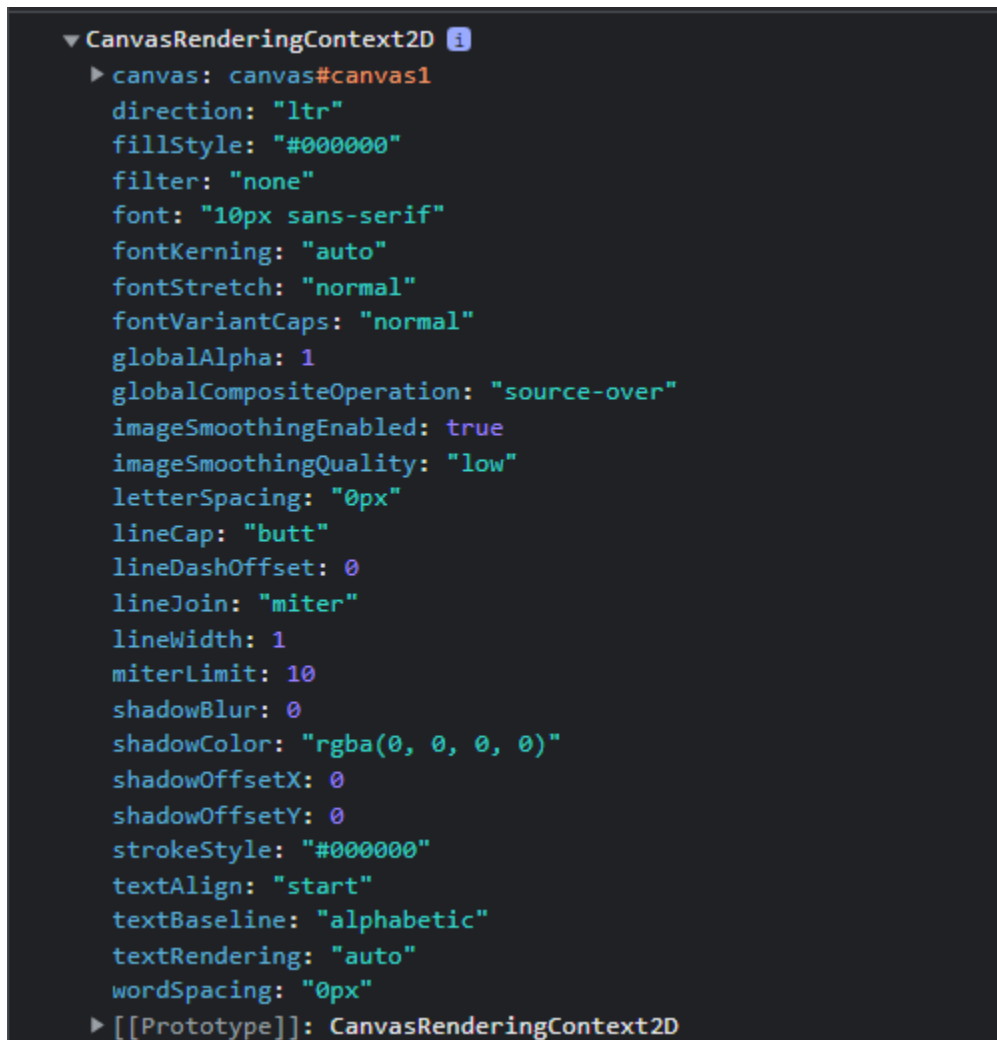 ▼ CanvasRenderingContext2D i
▶ canvas: canvas#canvas1
direction: "ltr"
fillStyle: "#000000"
filter: "none"
font: "10px sans-serif"
fontKerning: "auto"
fontStretch: "normal"
fontVariantCaps: "normal"
globalAlpha: 1
globalCompositeOperation: "source-over"
imageSmoothingEnabled: true
imageSmoothingQuality: "low"
letterSpacing: "0px"
lineCap: "butt"
lineDashOffset: 0
lineJoin: "miter"
lineWidth: 1
miterLimit: 10
shadowBlur: 0
shadowColor: "rgba(0, 0, 0, 0)"
shadowOffsetX: 0
shadowOffsetY: 0
strokeStyle: "#000000"
textAlign: "start"
textBaseline: "alphabetic"
textRendering: "auto"
wordSpacing: "0px"
▶ [[Prototype]]: CanvasRenderingContext2D